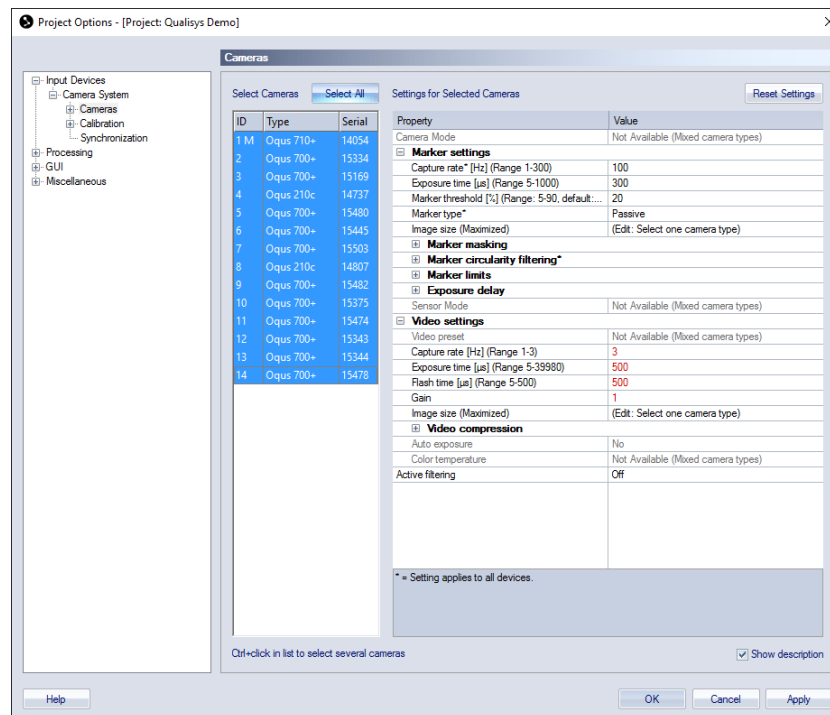 Project Options - [Project: Qualisys Demo]
Cameras
Input Devices
Camera System
Cameras
Calibration
Synchronization
Processing
GUI
Miscellaneous
Select Cameras Select All
ID Type Serial
1 M Oqus 710+ 14054
2 Oqus 700+ 15334
3 Oqus 700+ 15169
4 Oqus 210c 14737
5 Oqus 700+ 15480
6 Oqus 700+ 15445
7 Oqus 700+ 15503
8 Oqus 210c 14807
9 Oqus 700+ 15482
10 Oqus 700+ 15375
11 Oqus 700+ 15474
12 Oqus 700+ 15343
13 Oqus 700+ 15344
14 Oqus 700+ 15478
Ctrl+click in list to select several cameras
Settings for Selected Cameras Reset Settings
Property Value
Camera Mode Not Available (Mixed camera types)
Marker settings
Capture rate* [Hz] (Range 1-300) 100
Exposure time [µs] (Range 5-1000) 300
Marker threshold [%] (Range: 5-90, default:... 20
Marker type* Passive
Image size (Maximized) (Edit: Select one camera type)
Marker masking
Marker circularity filtering*
Marker limits
Exposure delay
Sensor Mode Not Available (Mixed camera types)
Video settings
Video preset Not Available (Mixed camera types)
Capture rate [Hz] (Range 1-3) 3
Exposure time [µs] (Range 5-39980) 500
Flash time [µs] (Range 5-500) 500
Gain 1
Image size (Maximized) (Edit: Select one camera type)
Video compression
Auto exposure No
Color temperature Not Available (Mixed camera types)
Active filtering Off
* = Setting applies to all devices.
Show description
Help OK Cancel Apply